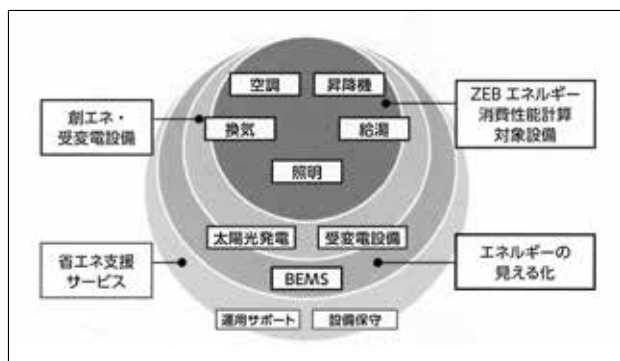 空調
昇降機
創エネ・
受変電設備
換気
給湯
ZEB エネルギー
消費性能計算
対象設備
照明
太陽光発電
受変電設備
省エネ支援
サービス
BEMS
エネルギーの
見える化
運用サポート
設備保守